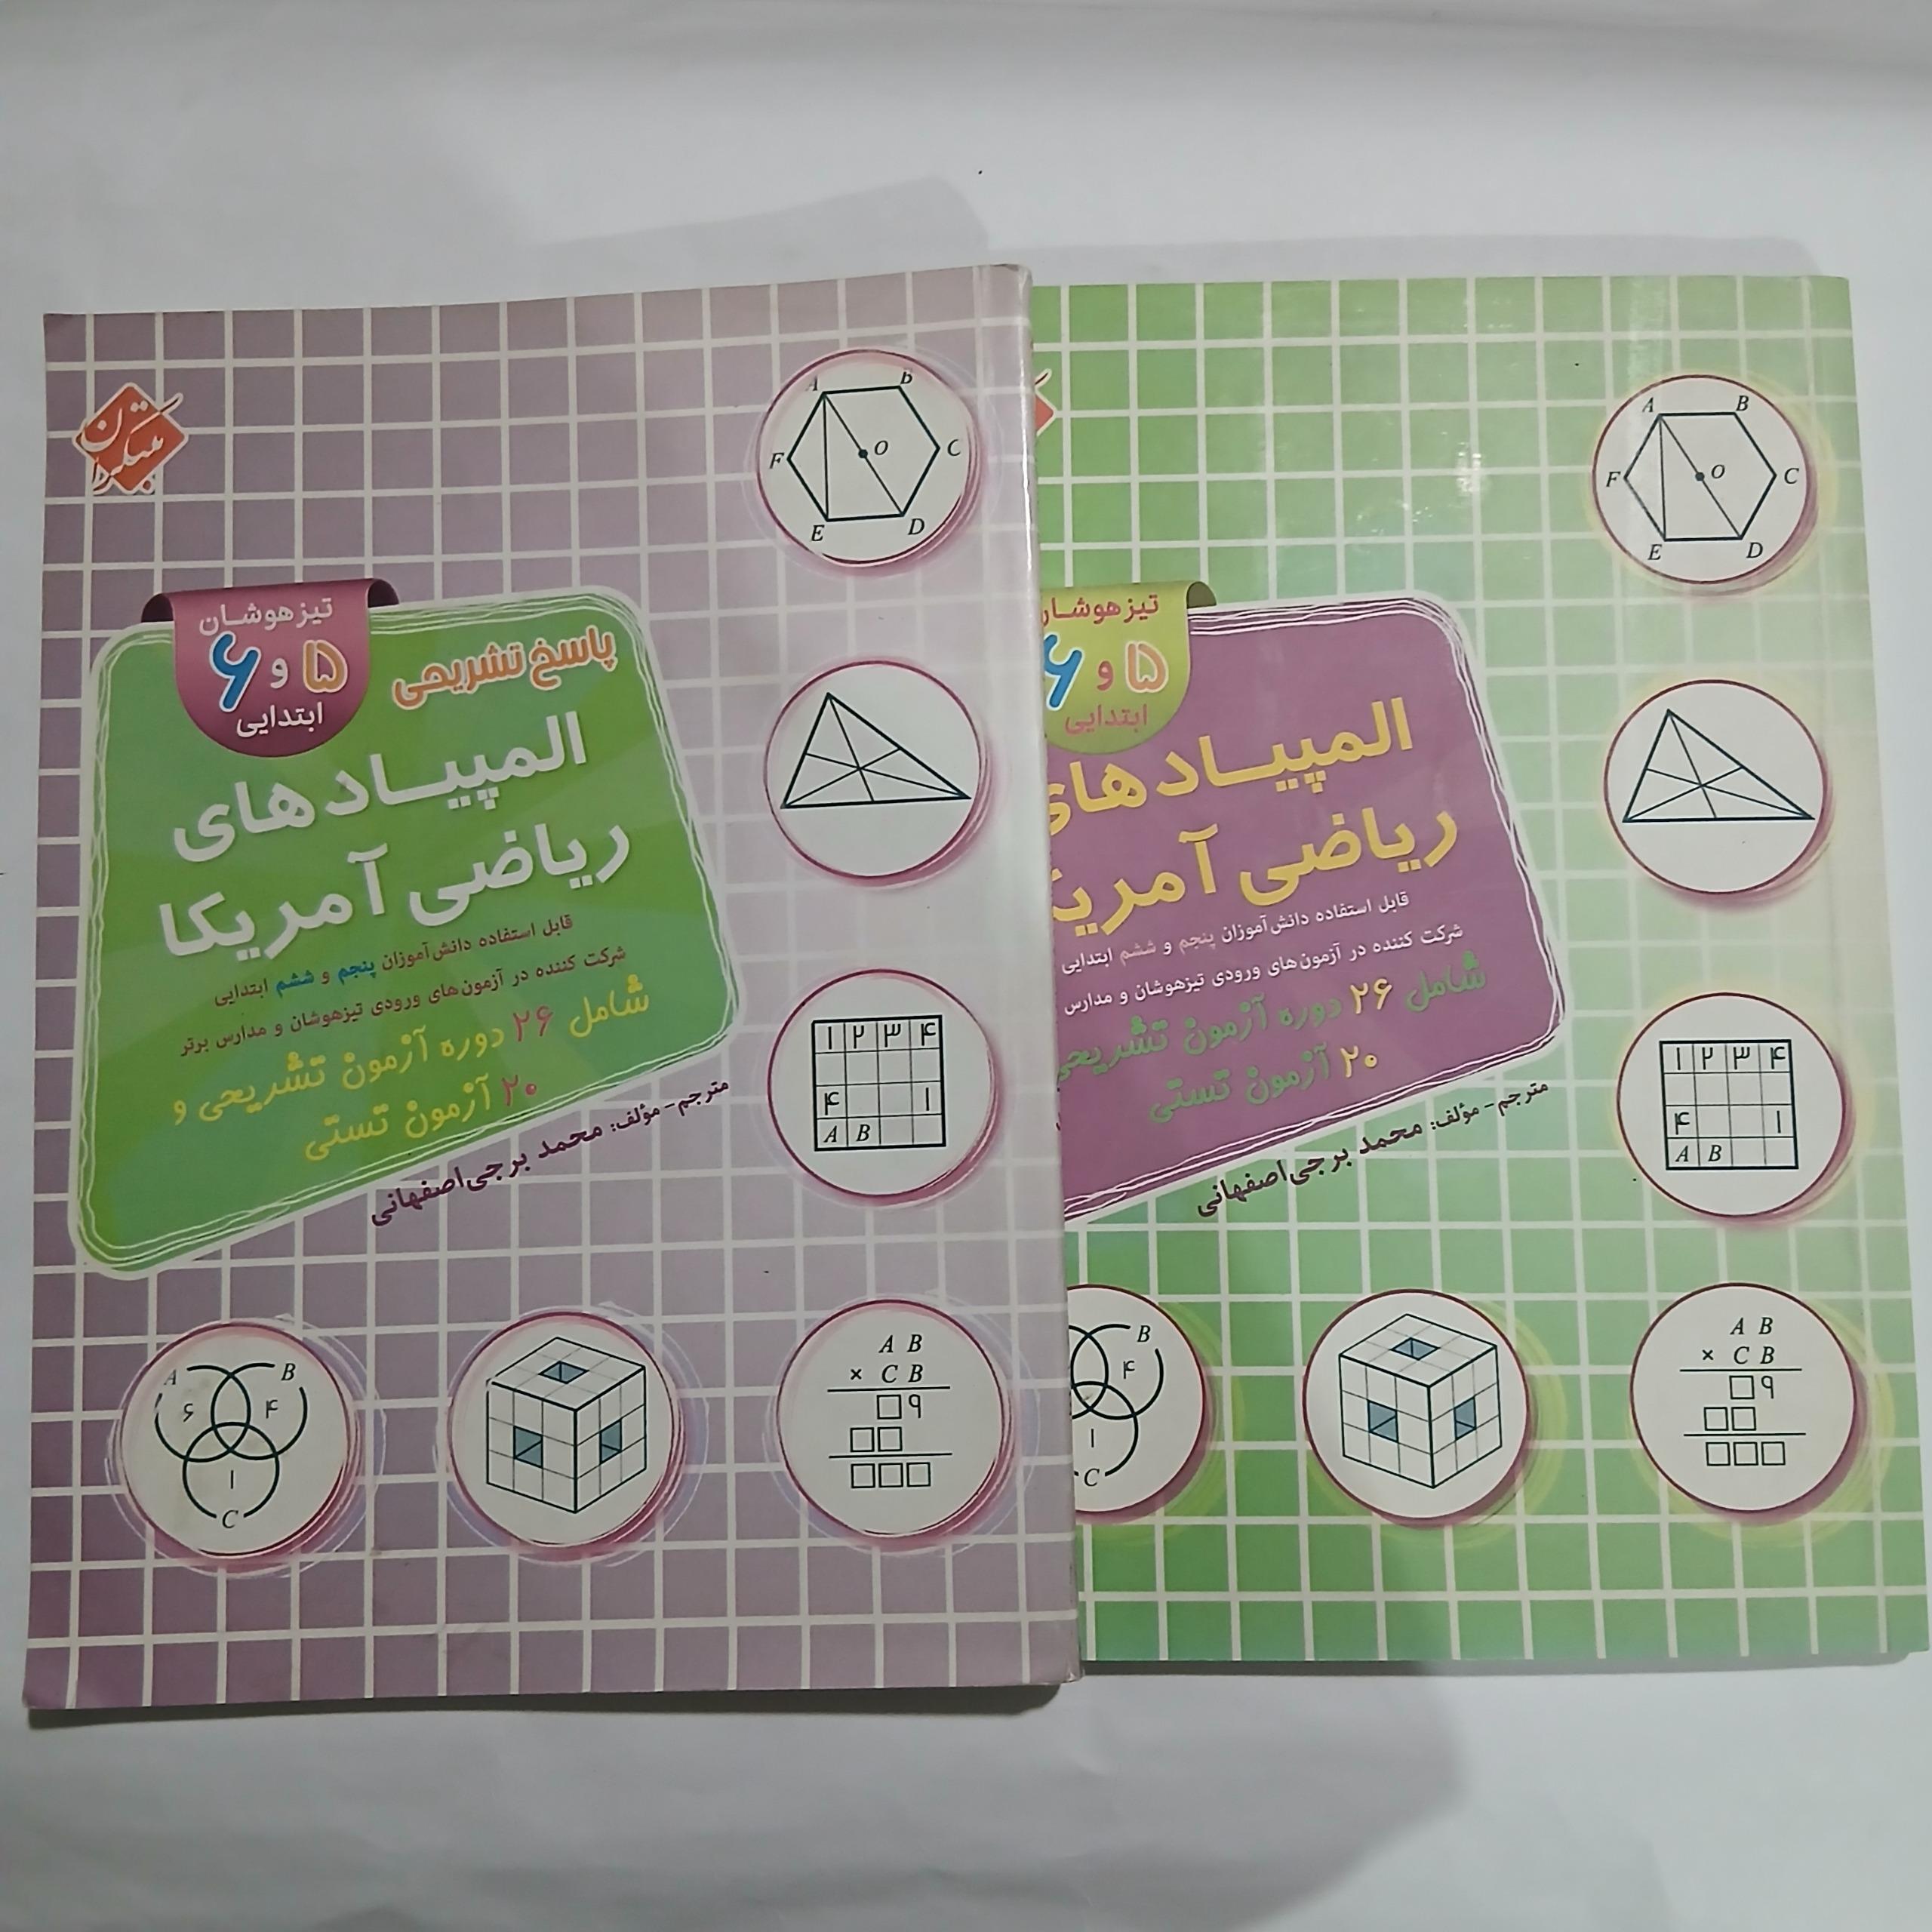 مبتکران
تیزهوشان
۵ و ۶
ابتدایی
پاسخ تشریحی
المپیادهای
ریاضی آمریکا
قابل استفاده دانش‌آموزان پنجم و ششم ابتدایی
شرکت کننده در آزمون‌های ورودی تیزهوشان و مدارس برتر
شامل ۲۶ دوره آزمون تشریحی و
۲۰ آزمون تستی
مترجم - مؤلف: محمد برجی‌اصفهانی
A B
F O C
E D
۱ ۲ ۳ ۴
۴ ۱
A B
A B
۶ ۴
۱
C
A B
× C B
□ ۹
□ □
□ □ □
تیزهوشان
۵ و ۶
ابتدایی
المپیادهای
ریاضی آمریکا
قابل استفاده دانش‌آموزان پنجم و ششم ابتدایی
شرکت کننده در آزمون‌های ورودی تیزهوشان و مدارس
شامل ۲۶ دوره آزمون تشریحی
۲۰ آزمون تستی
مترجم - مؤلف: محمد برجی‌اصفهانی
A B
F O C
E D
۱ ۲ ۳ ۴
۴ ۱
A B
B
۴
۱
C
A B
× C B
□ ۹
□ □
□ □ □